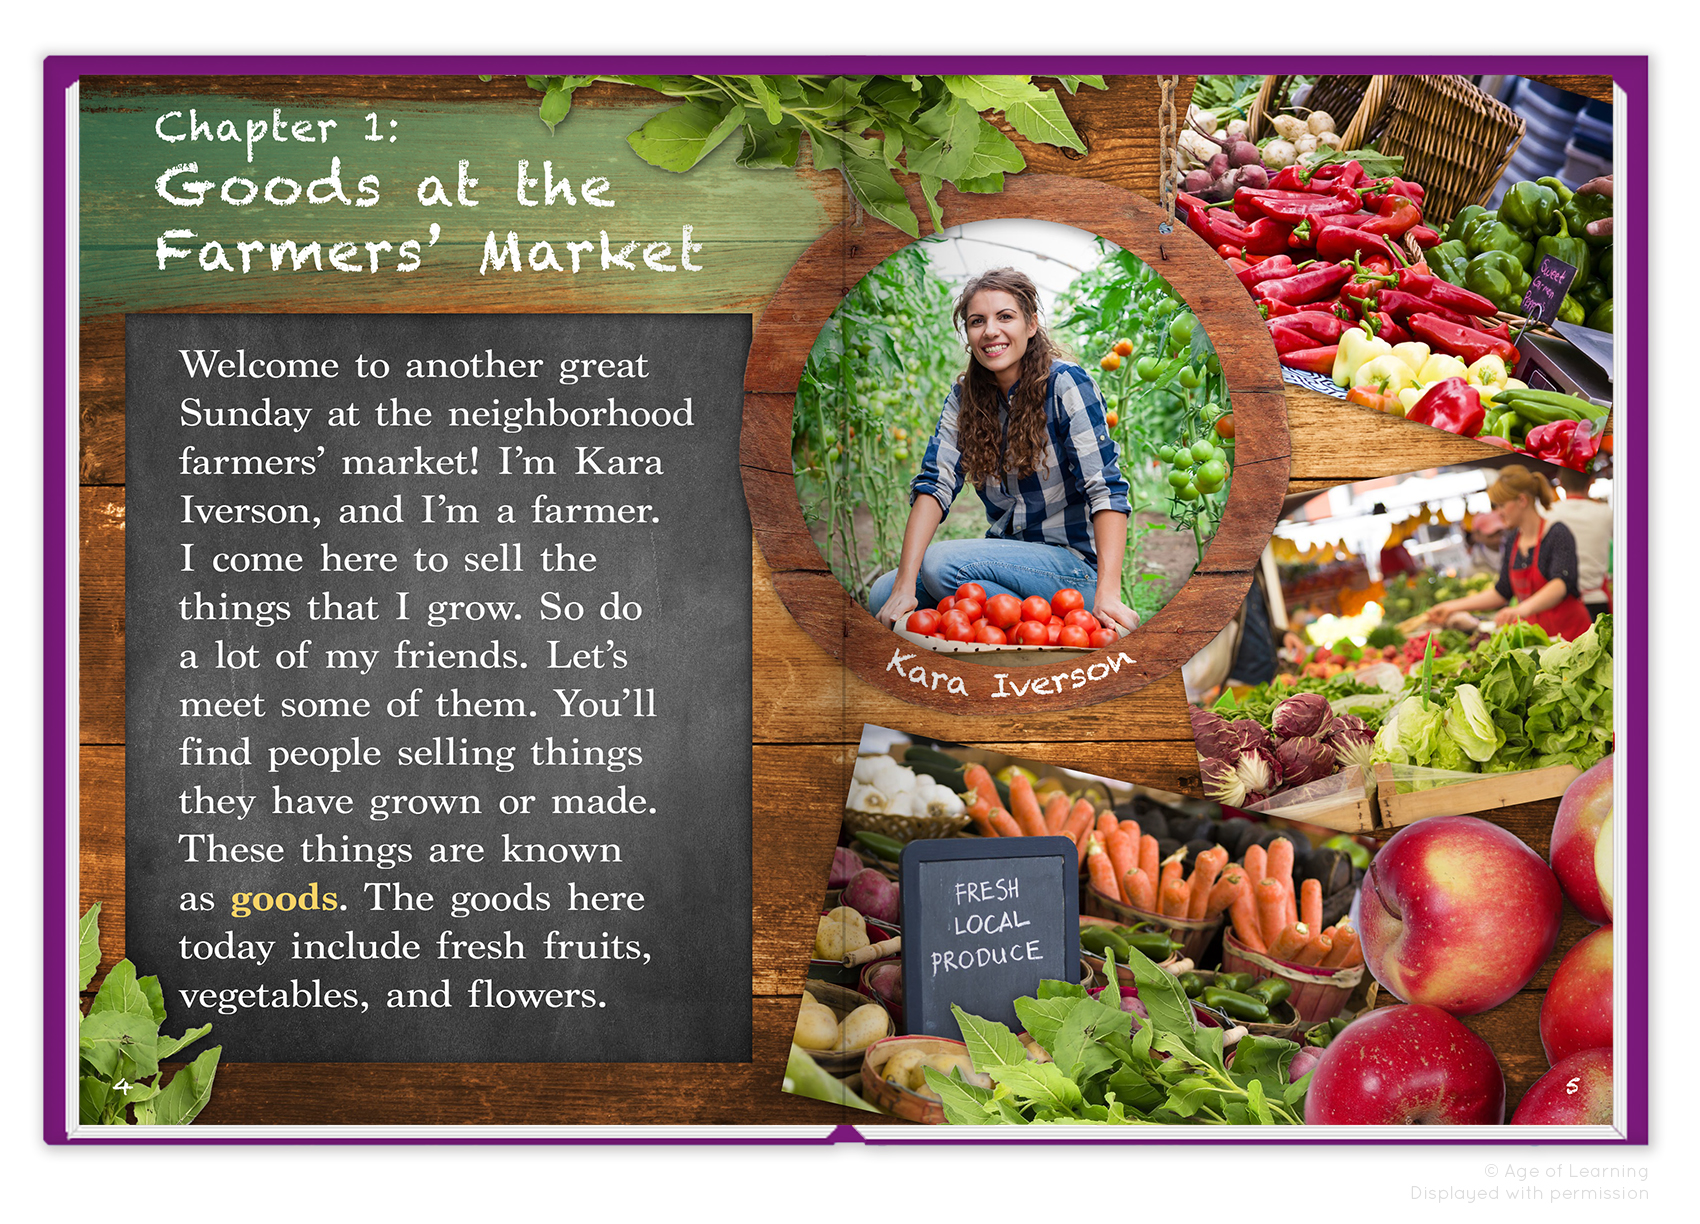 Chapter 1:
Goods at the
Farmers’ Market
Welcome to another great
Sunday at the neighborhood
farmers’ market! I’m Kara
Iverson, and I’m a farmer.
I come here to sell the
things that I grow. So do
a lot of my friends. Let’s
meet some of them. You’ll
find people selling things
they have grown or made.
These things are known
as goods. The goods here
today include fresh fruits,
vegetables, and flowers.
4
Kara Iverson
Sweet
Peppers
FRESH
LOCAL
PRODUCE
5
© Age of Learning
Displayed with permission